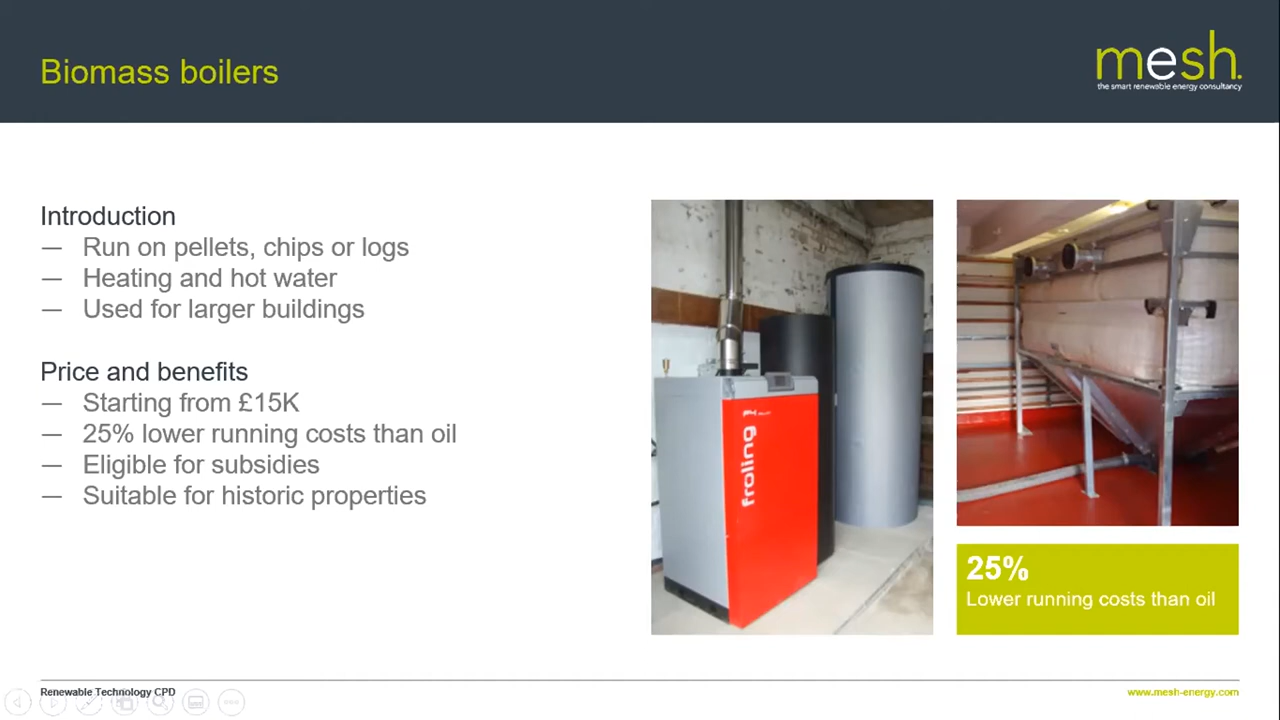 Biomass boilers
mesh.
the smart renewable energy consultancy
Introduction
— Run on pellets, chips or logs
— Heating and hot water
— Used for larger buildings
Price and benefits
— Starting from £15K
— 25% lower running costs than oil
— Eligible for subsidies
— Suitable for historic properties
froling
25%
Lower running costs than oil
Renewable Technology CPD
www.mesh-energy.com